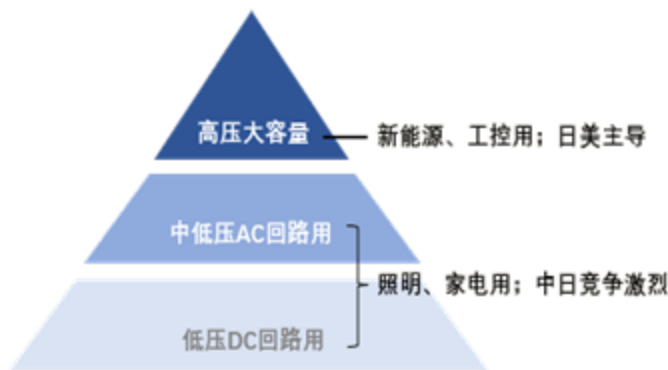 高压大容量
新能源、工控用；日美主导
中低压AC回路用
照明、家电用；中日竞争激烈
低压DC回路用